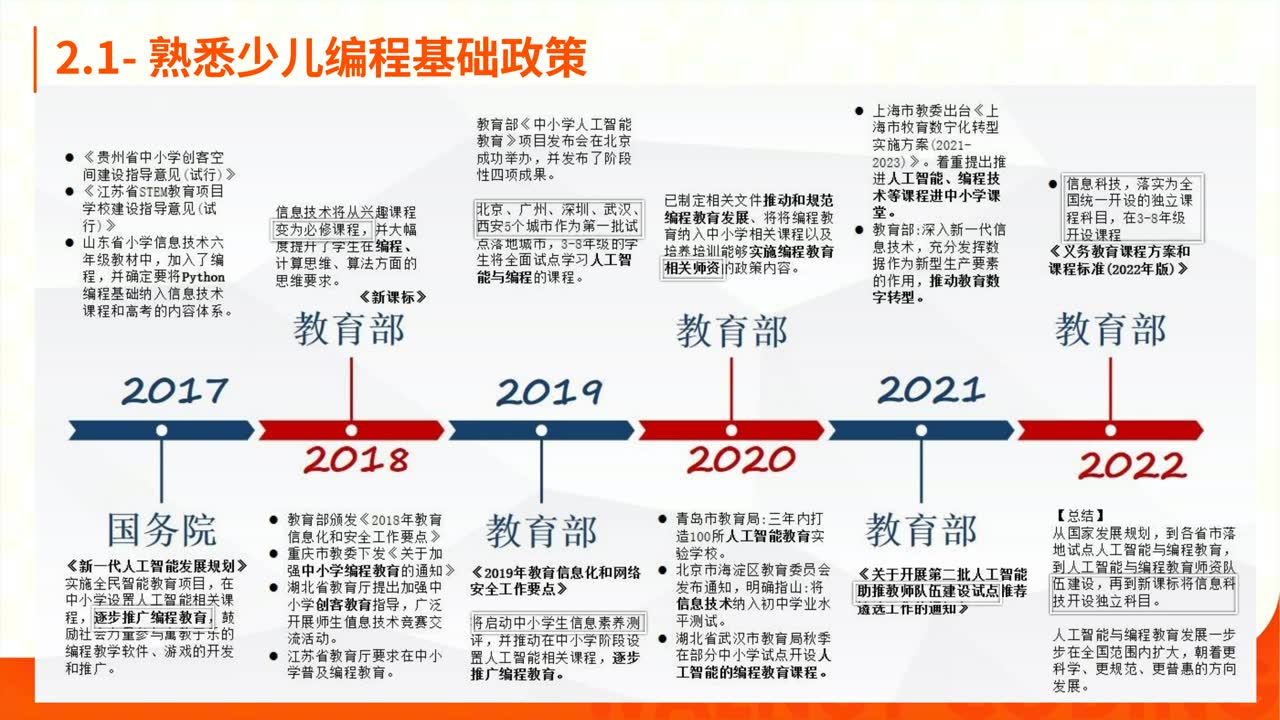 2.1- 熟悉少儿编程基础政策
《贵州省中小学创客空
间建设指导意见(试行)》
《江苏省STEM教育项目
学校建设指导意见(试
行)》
山东省小学信息技术六
年级教材中，加入了编
程，并确定要将Python
编程基础纳入信息技术
课程和高考的内容体系。
2017
国务院
《新一代人工智能发展规划》
实施全民智能教育项目，在
中小学设置人工智能相关课
程，逐步推广编程教育，鼓
励社会力量参与寓教于乐的
编程教学软件、游戏的开发
和推广。
信息技术将从兴趣课程
变为必修课程，并大幅
度提升了学生在编程、
计算思维、算法方面的
思维要求。
《新课标》
教育部
2018
教育部颁发《2018年教育
信息化和安全工作要点》
重庆市教委下发《关于加
强中小学编程教育的通知》
湖北省教育厅提出加强中
小学创客教育指导，广泛
开展师生信息技术竞赛交
流活动。
江苏省教育厅要求在中小
学普及编程教育。
教育部《中小学人工智能
教育》项目发布会在北京
成功举办，并发布了阶段
性四项成果。
北京、广州、深圳、武汉、
西安5个城市作为第一批试
点落地城市，3-8年级的学
生将全面试点学习人工智
能与编程的课程。
2019
教育部
《2019年教育信息化和网络
安全工作要点》
将启动中小学生信息素养测
评，并推动在中小学阶段设
置人工智能相关课程，逐步
推广编程教育。
已制定相关文件推动和规范
编程教育发展、将将编程教
育纳入中小学相关课程以及
培养培训能够实施编程教育
相关师资的政策内容。
教育部
2020
青岛市教育局:三年内打
造100所人工智能教育实
验学校。
北京市海淀区教育委员会
发布通知，明确指山:将
信息技术纳入初中学业水
平测试。
湖北省武汉市教育局秋季
在部分中小学试点开设人
工智能的编程教育课程。
上海市教委出台《上
海市牧育数宁化转型
实施方案(2021-
2023)》。着重提出推
进人工智能、编程技
术等课程进中小学课
堂。
教育部:深入新一代信
息技术，充分发挥数
据作为新型生产要素
的作用，推动教育数
字转型。
2021
教育部
《关于开展第二批人工智能
助推教师队伍建设试点推荐
遴选工作的通知》
信息科技，落实为全
国统一开设的独立课
程科目，在3-8年级
开设课程
《义务教育课程方案和
课程标准(2022年版)》
教育部
2022
【总结】
从国家发展规划，到各省市落
地试点人工智能与编程教育，
到人工智能与编程教育师资队
伍建设，再到新课标将信息科
技开设独立科目。
人工智能与编程教育发展一步
步在全国范围内扩大，朝着更
科学、更规范、更普惠的方向
发展。